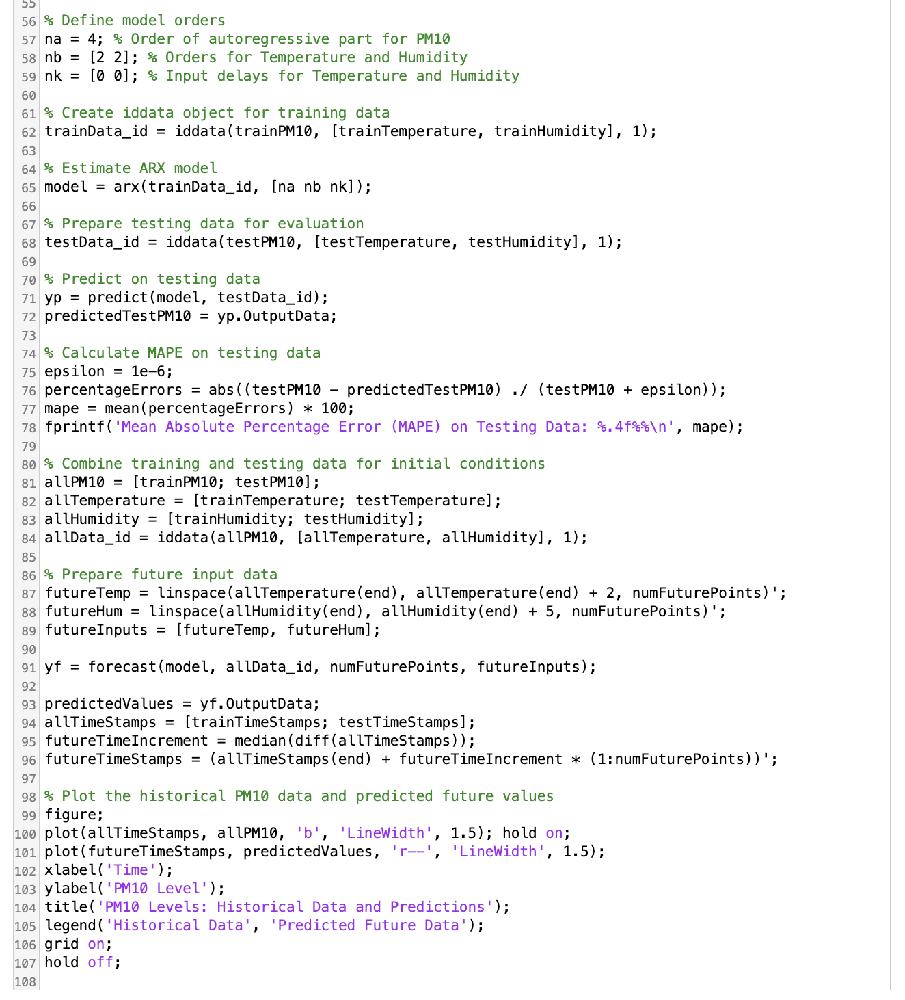 55
56 % Define model orders
57 na = 4; % Order of autoregressive part for PM10
58 nb = [2 2]; % Orders for Temperature and Humidity
59 nk = [0 0]; % Input delays for Temperature and Humidity
60
61 % Create iddata object for training data
62 trainData_id = iddata(trainPM10, [trainTemperature, trainHumidity], 1);
63
64 % Estimate ARX model
65 model = arx(trainData_id, [na nb nk]);
66
67 % Prepare testing data for evaluation
68 testData_id = iddata(testPM10, [testTemperature, testHumidity], 1);
69
70 % Predict on testing data
71 yp = predict(model, testData_id);
72 predictedTestPM10 = yp.OutputData;
73
74 % Calculate MAPE on testing data
75 epsilon = 1e-6;
76 percentageErrors = abs((testPM10 - predictedTestPM10) ./ (testPM10 + epsilon));
77 mape = mean(percentageErrors) * 100;
78 fprintf('Mean Absolute Percentage Error (MAPE) on Testing Data: %.4f%%\n', mape);
79
80 % Combine training and testing data for initial conditions
81 allPM10 = [trainPM10; testPM10];
82 allTemperature = [trainTemperature; testTemperature];
83 allHumidity = [trainHumidity; testHumidity];
84 allData_id = iddata(allPM10, [allTemperature, allHumidity], 1);
85
86 % Prepare future input data
87 futureTemp = linspace(allTemperature(end), allTemperature(end) + 2, numFuturePoints)';
88 futureHum = linspace(allHumidity(end), allHumidity(end) + 5, numFuturePoints)';
89 futureInputs = [futureTemp, futureHum];
90
91 yf = forecast(model, allData_id, numFuturePoints, futureInputs);
92
93 predictedValues = yf.OutputData;
94 allTimeStamps = [trainTimeStamps; testTimeStamps];
95 futureTimeIncrement = median(diff(allTimeStamps));
96 futureTimeStamps = (allTimeStamps(end) + futureTimeIncrement * (1:numFuturePoints))';
97
98 % Plot the historical PM10 data and predicted future values
99 figure;
100 plot(allTimeStamps, allPM10, 'b', 'LineWidth', 1.5); hold on;
101 plot(futureTimeStamps, predictedValues, 'r--', 'LineWidth', 1.5);
102 xlabel('Time');
103 ylabel('PM10 Level');
104 title('PM10 Levels: Historical Data and Predictions');
105 legend('Historical Data', 'Predicted Future Data');
106 grid on;
107 hold off;
108